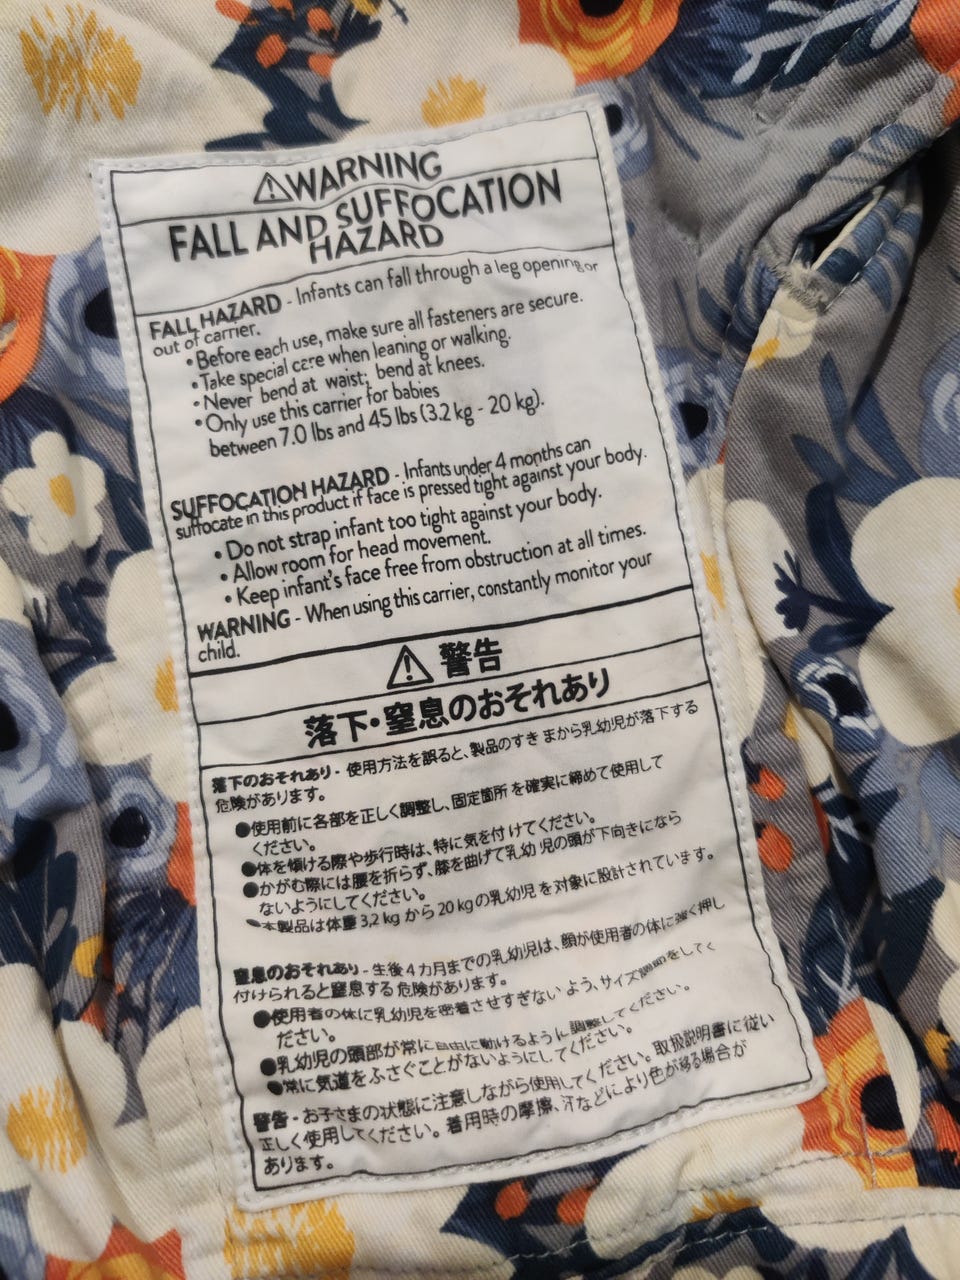 ⚠WARNING
FALL AND SUFFOCATION
HAZARD
FALL HAZARD - Infants can fall through a leg opening or
out of carrier.
•Before each use, make sure all fasteners are secure.
•Take special care when leaning or walking.
•Never bend at waist; bend at knees.
•Only use this carrier for babies
between 7.0 lbs and 45 lbs (3.2 kg - 20 kg).
SUFFOCATION HAZARD - Infants under 4 months can
suffocate in this product if face is pressed tight against your body.
•Do not strap infant too tight against your body.
•Allow room for head movement.
•Keep infant's face free from obstruction at all times.
WARNING - When using this carrier, constantly monitor your
child.
⚠警告
落下・窒息のおそれあり
落下のおそれあり - 使用方法を誤ると、製品のすきまから乳幼児が落下する
危険があります。
●使用前に各部を正しく調整し、固定箇所を確実に締めて使用して
ください。
●体を傾ける際や歩行時は、特に気を付けてください。
●かがむ際には腰を折らず、膝を曲げて乳幼児の頭が下向きになら
ないようにしてください。
●本製品は体重3.2kgから20kgの乳幼児を対象に設計されています。
窒息のおそれあり - 生後4カ月までの乳幼児は、顔が使用者の体に強く押し
付けられると窒息する危険があります。
●使用者の体に乳幼児を密着させすぎないよう、サイズ調節をしてく
ださい。
●乳幼児の頭部が常に自由に動けるように調整してください。
●常に気道をふさぐことがないようにしてください。
警告 - お子さまの状態に注意しながら使用してください。取扱説明書に従い
正しく使用してください。着用時の摩擦、汗などにより色が移る場合が
あります。